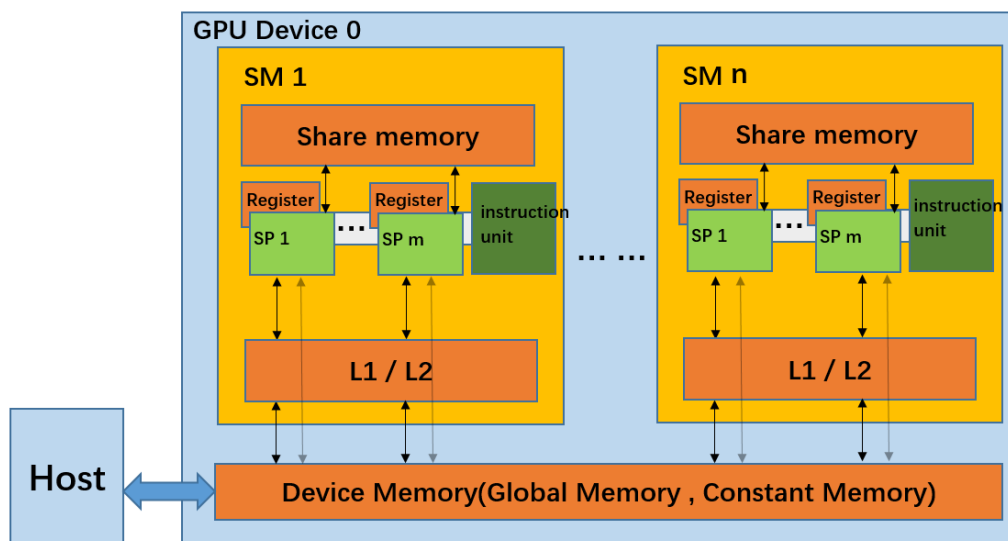 GPU Device 0
SM 1
Share memory
Register
Register
SP 1
...
SP m
instruction
unit
L1 / L2
... ...
SM n
Share memory
Register
Register
SP 1
...
SP m
instruction
unit
L1 / L2
Host
Device Memory(Global Memory , Constant Memory)